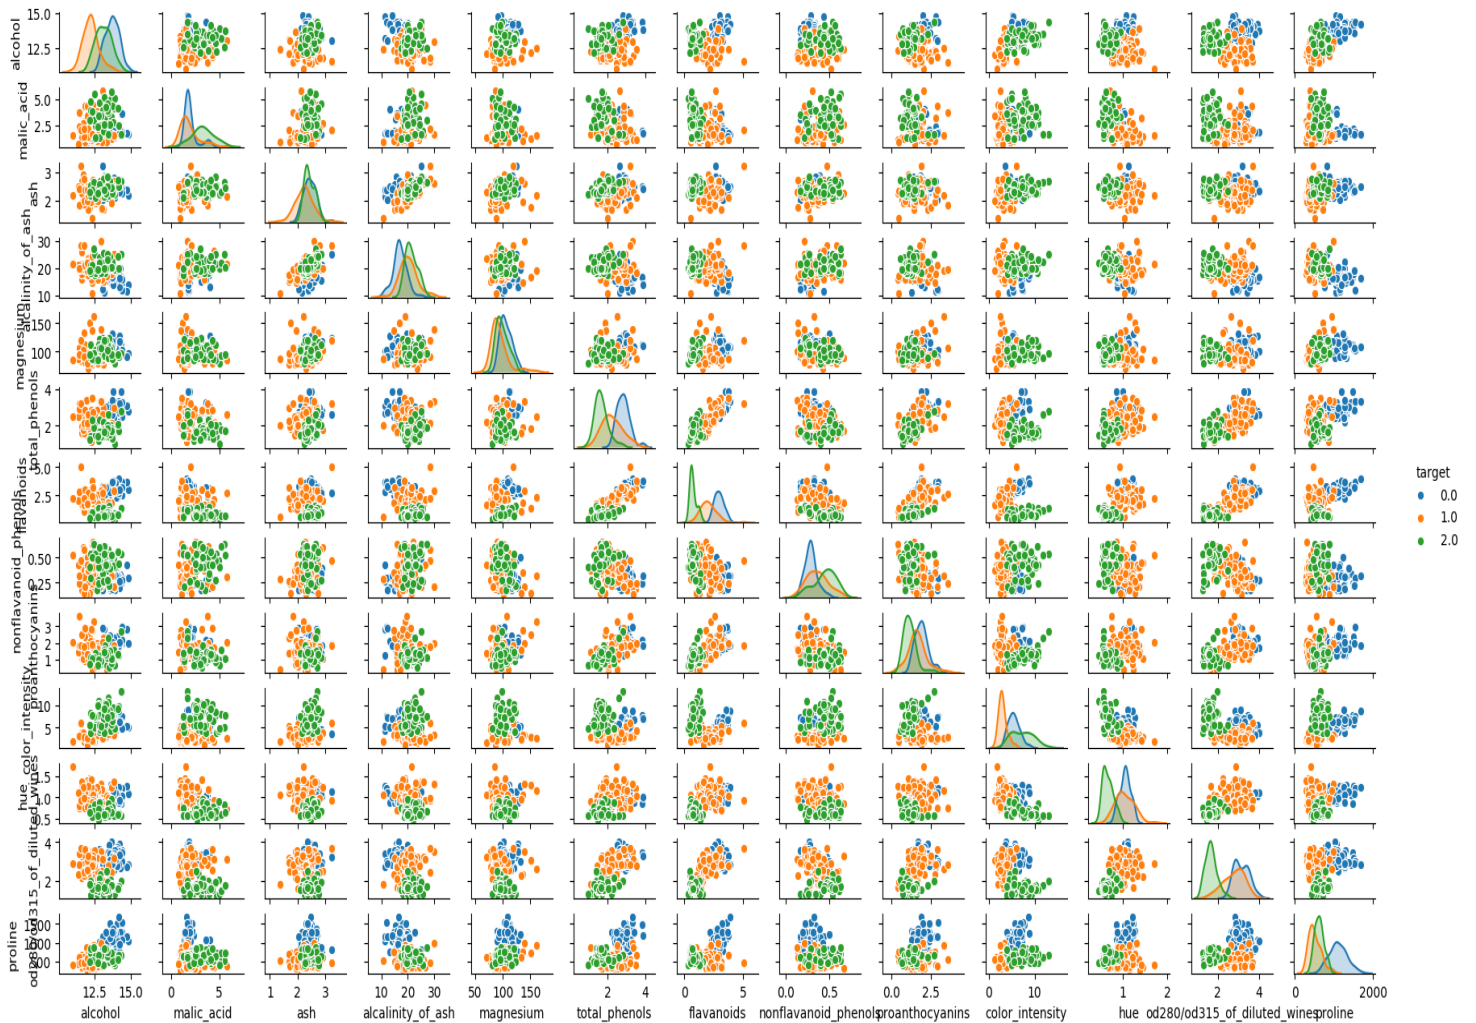 alcohol
15.0
12.5
malic_acid
5.0
2.5
ash
3
2
alcalinity_of_ash
30
20
10
magnesium
150
100
total_phenols
4
2
flavanoids
5.0
2.5
nonflavanoid_phenols
0.50
0.25
proanthocyanins
3
2
1
color_intensity
10
5
hue
1.5
1.0
0.5
od280/od315_of_diluted_wines
4
2
proline
1500
1000
500
12.5 15.0 0 5 1 2 3 10 20 30 50 100 150 2 4 0 5 0.0 0.5 0.0 2.5 0 10 1 2 2 4 0 2000
alcohol malic_acid ash alcalinity_of_ash magnesium total_phenols flavanoids nonflavanoid_phenols proanthocyanins color_intensity hue od280/od315_of_diluted_wines proline
target
0.0
1.0
2.0